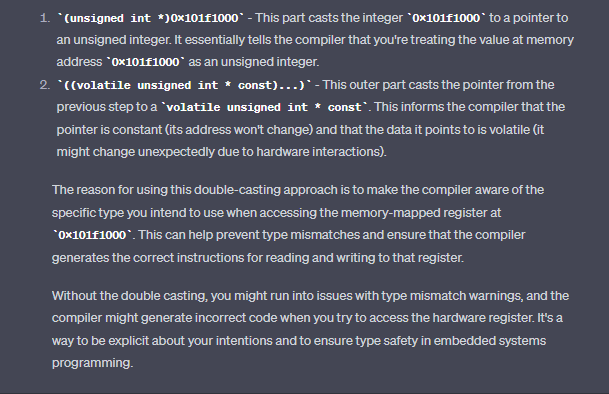 1. `(unsigned int *)0x101f1000` - This part casts the integer `0x101f1000` to a pointer to
an unsigned integer. It essentially tells the compiler that you're treating the value at memory
address `0x101f1000` as an unsigned integer.
2. `((volatile unsigned int * const)...)` - This outer part casts the pointer from the
previous step to a `volatile unsigned int * const`. This informs the compiler that the
pointer is constant (its address won't change) and that the data it points to is volatile (it
might change unexpectedly due to hardware interactions).
The reason for using this double-casting approach is to make the compiler aware of the
specific type you intend to use when accessing the memory-mapped register at
`0x101f1000`. This can help prevent type mismatches and ensure that the compiler
generates the correct instructions for reading and writing to that register.
Without the double casting, you might run into issues with type mismatch warnings, and the
compiler might generate incorrect code when you try to access the hardware register. It's a
way to be explicit about your intentions and to ensure type safety in embedded systems
programming.